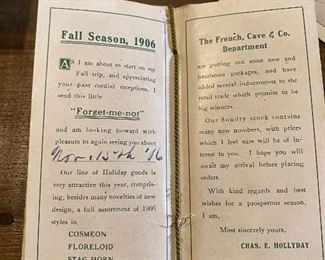 Fall Season, 1906
As I am about to start on my
Fall trip, and appreciating
your past cordial receptions, I
send this little
"Forget-me-not"
and am looking forward with
pleasure to again seeing you about
Nov. 15th '06
Our line of Holiday goods is
very attractive this year, compris-
ing, besides many novelties of new
design, a full assortment of 1906
styles in
COSMEON
FLORELOID
STAG HORN
The French, Cave & Co.
Department
are putting out some new and
handsome packages, and have
added several inducements to the
retail trade which promise to be
big winners.
Our Sundry stock contains
many new numbers, with prices
which I feel sure will be of in-
terest to you. I hope you will
await my arrival before placing
orders.
With kind regards and best
wishes for a prosperous season,
I am,
Most sincerely yours,
CHAS. E. HOLLYDAY